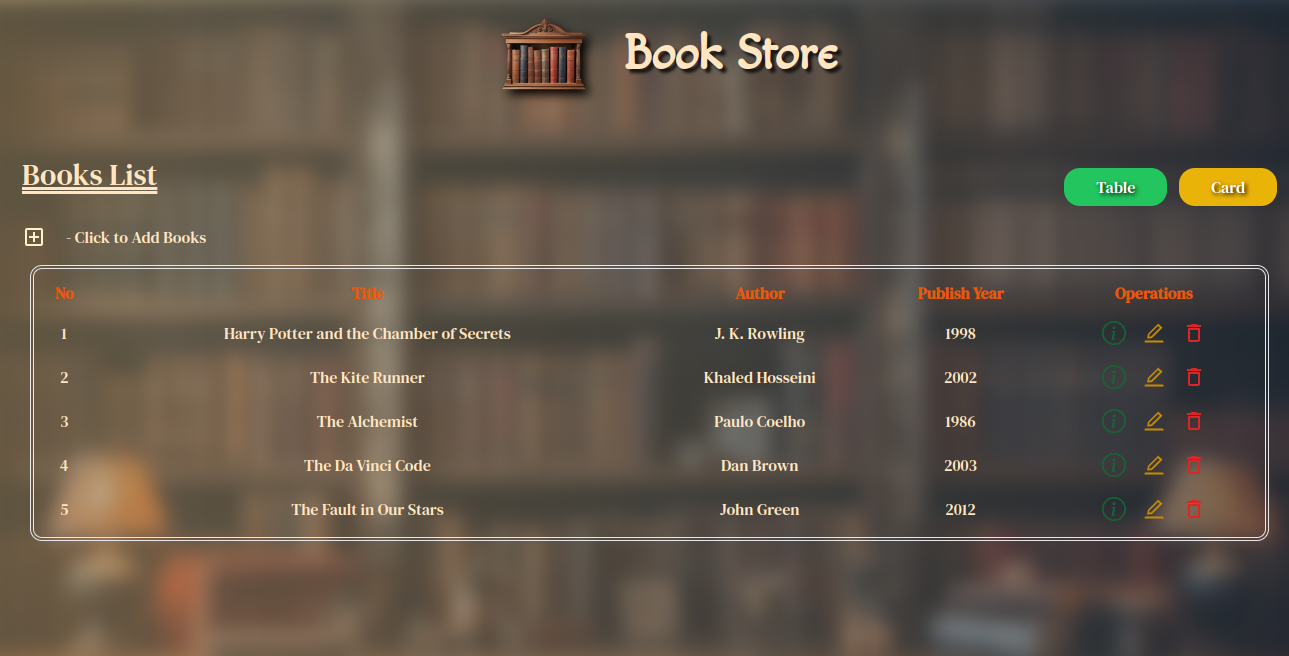 Book Store
Books List
Table Card
- Click to Add Books
No Title Author Publish Year Operations
1 Harry Potter and the Chamber of Secrets J. K. Rowling 1998
2 The Kite Runner Khaled Hosseini 2002
3 The Alchemist Paulo Coelho 1986
4 The Da Vinci Code Dan Brown 2003
5 The Fault in Our Stars John Green 2012